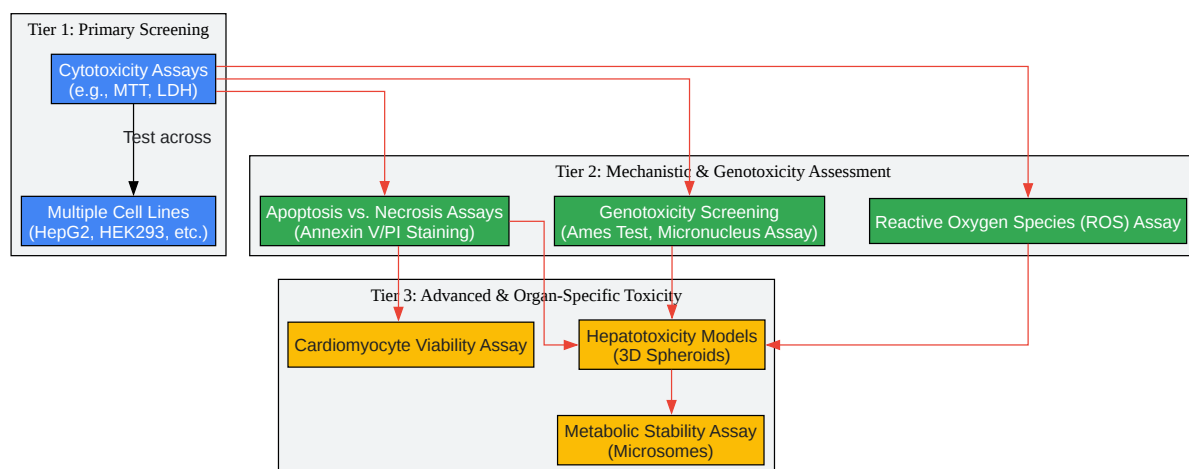 Tier 1: Primary Screening
Cytotoxicity Assays
(e.g., MTT, LDH)
Test across
Multiple Cell Lines
(HepG2, HEK293, etc.)
Tier 2: Mechanistic & Genotoxicity Assessment
Apoptosis vs. Necrosis Assays
(Annexin V/PI Staining)
Genotoxicity Screening
(Ames Test, Micronucleus Assay)
Reactive Oxygen Species (ROS) Assay
Tier 3: Advanced & Organ-Specific Toxicity
Cardiomyocyte Viability Assay
Hepatotoxicity Models
(3D Spheroids)
Metabolic Stability Assay
(Microsomes)